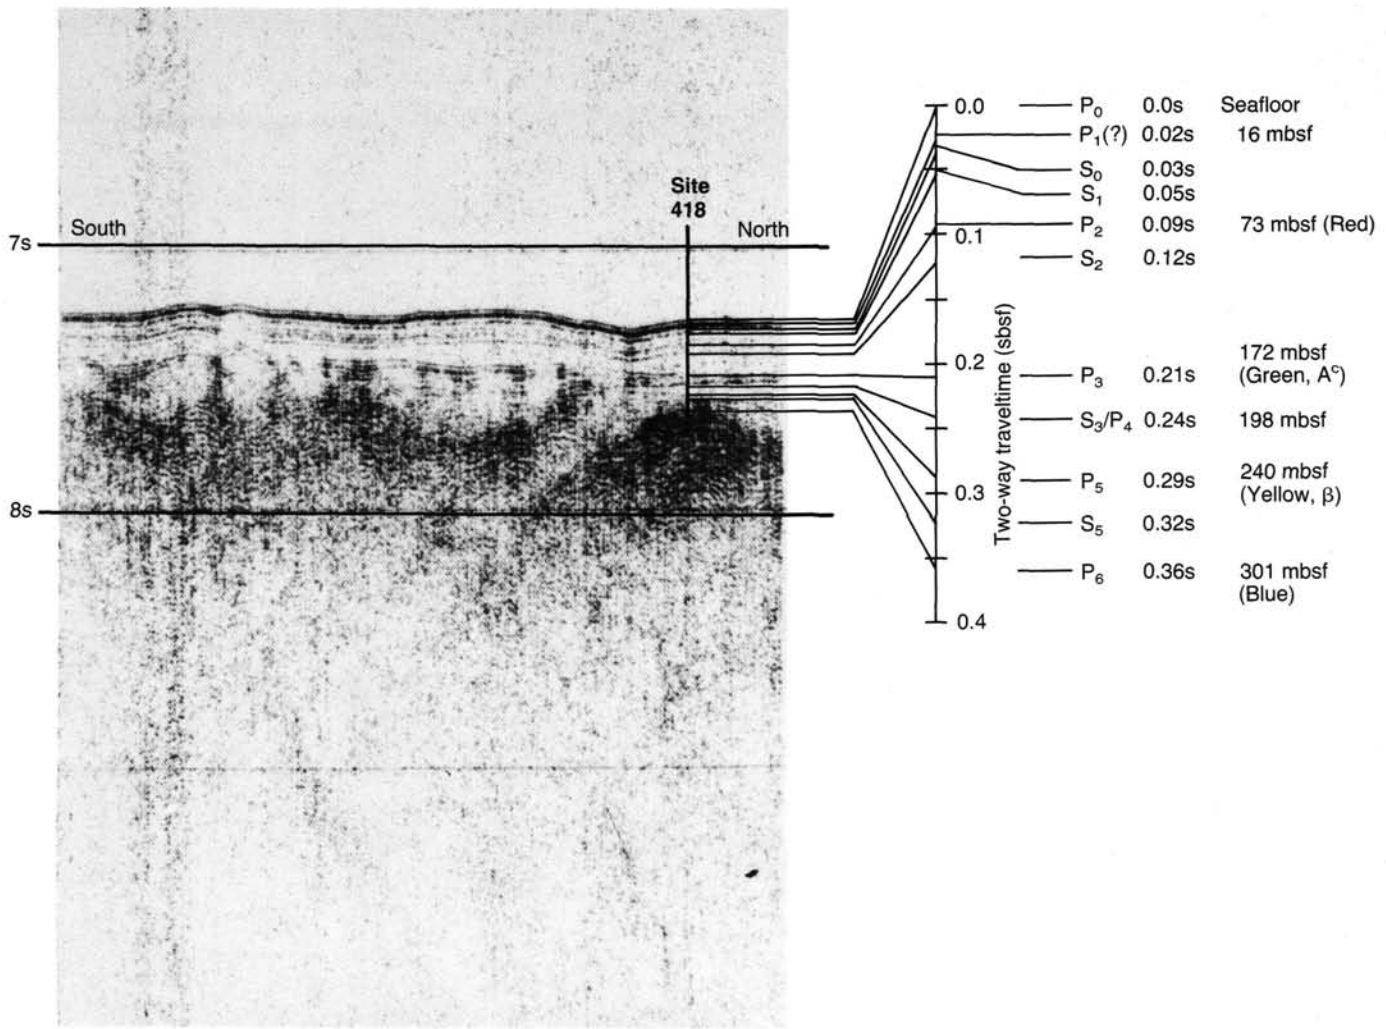 Site
418
South
North
7s
8s
0.0
0.1
0.2
0.3
0.4
Two-way traveltime (sbsf)
P₀ 0.0s Seafloor
P₁(?) 0.02s 16 mbsf
S₀ 0.03s
S₁ 0.05s
P₂ 0.09s 73 mbsf (Red)
S₂ 0.12s
172 mbsf
P₃ 0.21s (Green, Aᶜ)
S₃/P₄ 0.24s 198 mbsf
P₅ 0.29s 240 mbsf
(Yellow, β)
S₅ 0.32s
P₆ 0.36s 301 mbsf
(Blue)